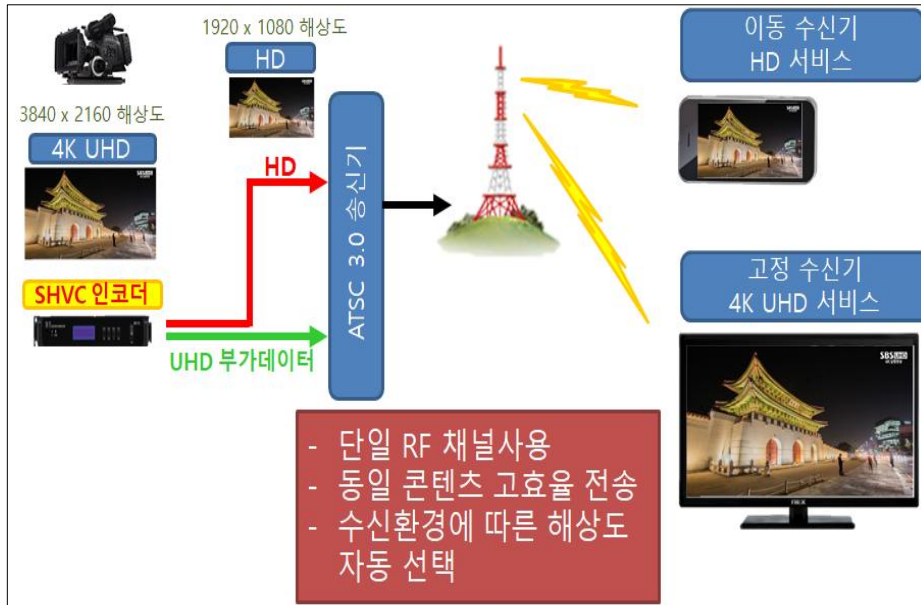 1920 x 1080 해상도
HD
3840 x 2160 해상도
4K UHD
HD
SHVC 인코더
UHD 부가데이터
ATSC 3.0 송신기
이동 수신기
HD 서비스
고정 수신기
4K UHD 서비스
SBS UHD
- 단일 RF 채널사용
- 동일 콘텐츠 고효율 전송
- 수신환경에 따른 해상도
자동 선택